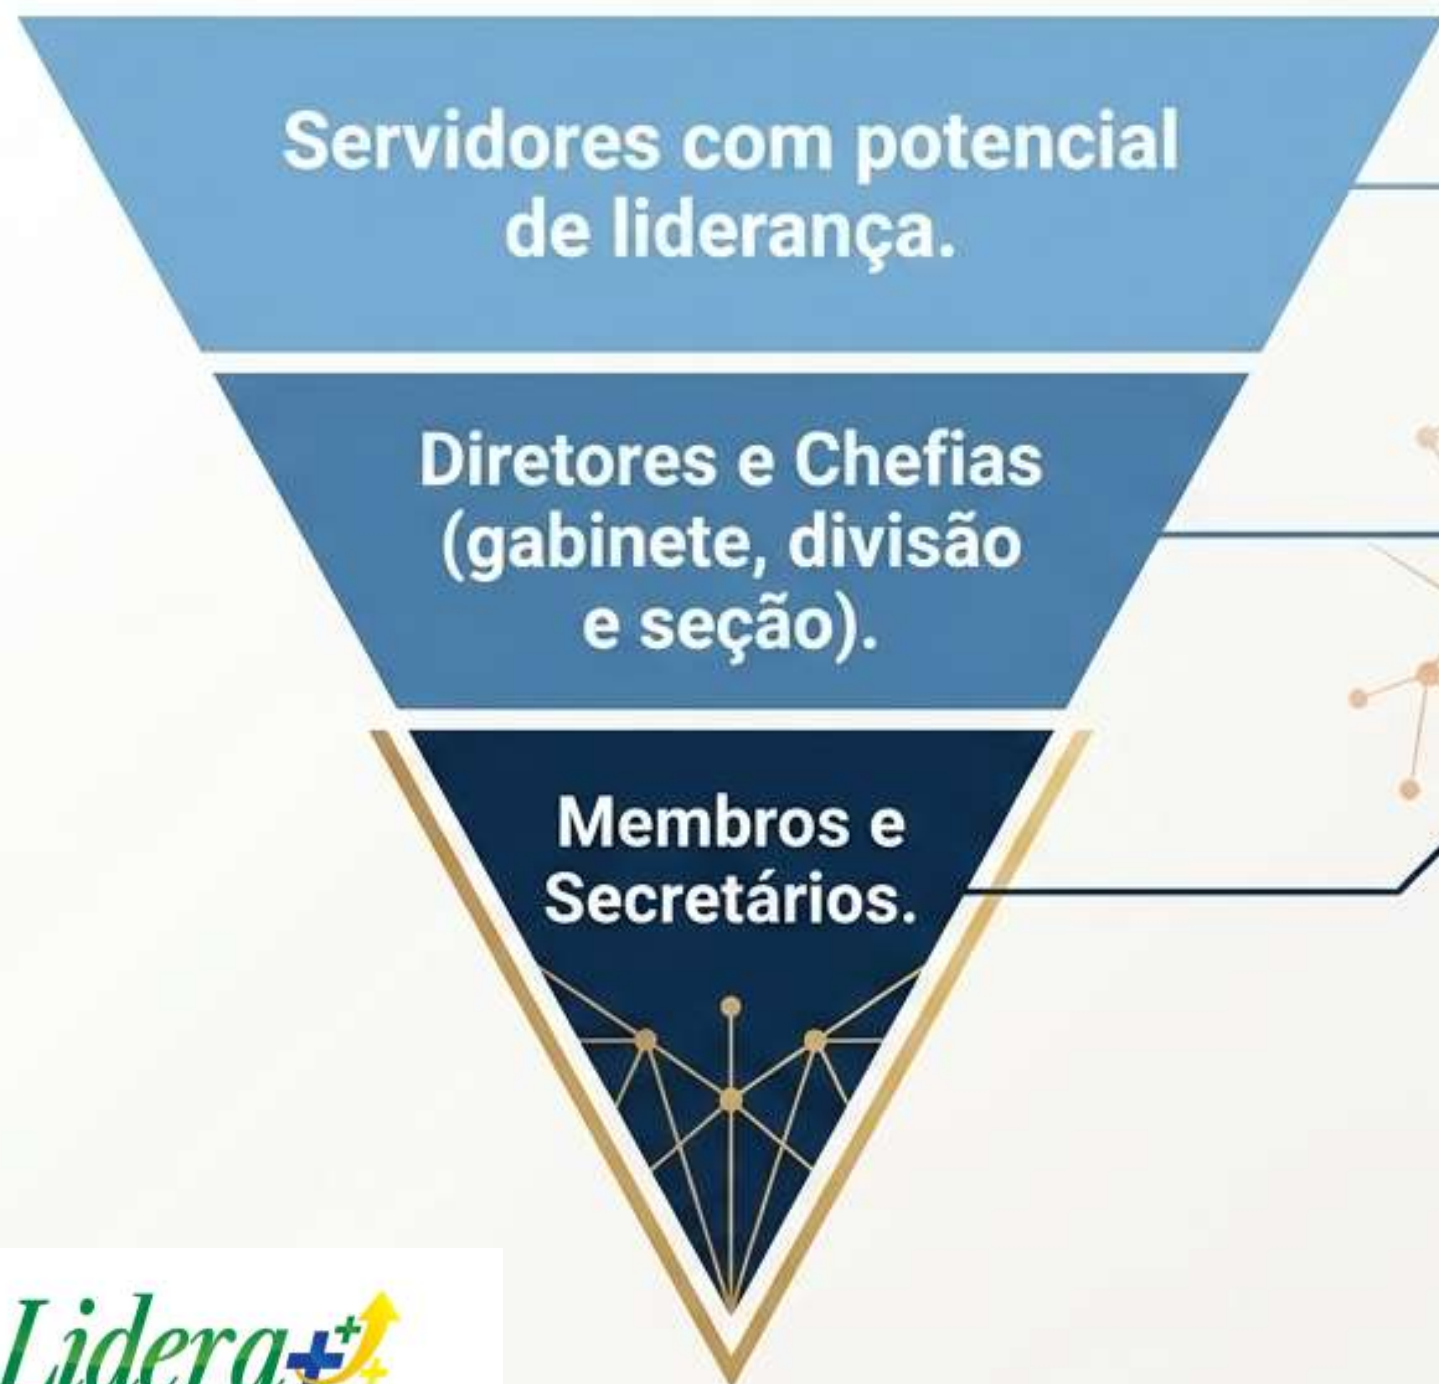 Servidores com potencial
de liderança.
Diretores e Chefias
(gabinete, divisão
e seção).
Membros e
Secretários.
Lidera++